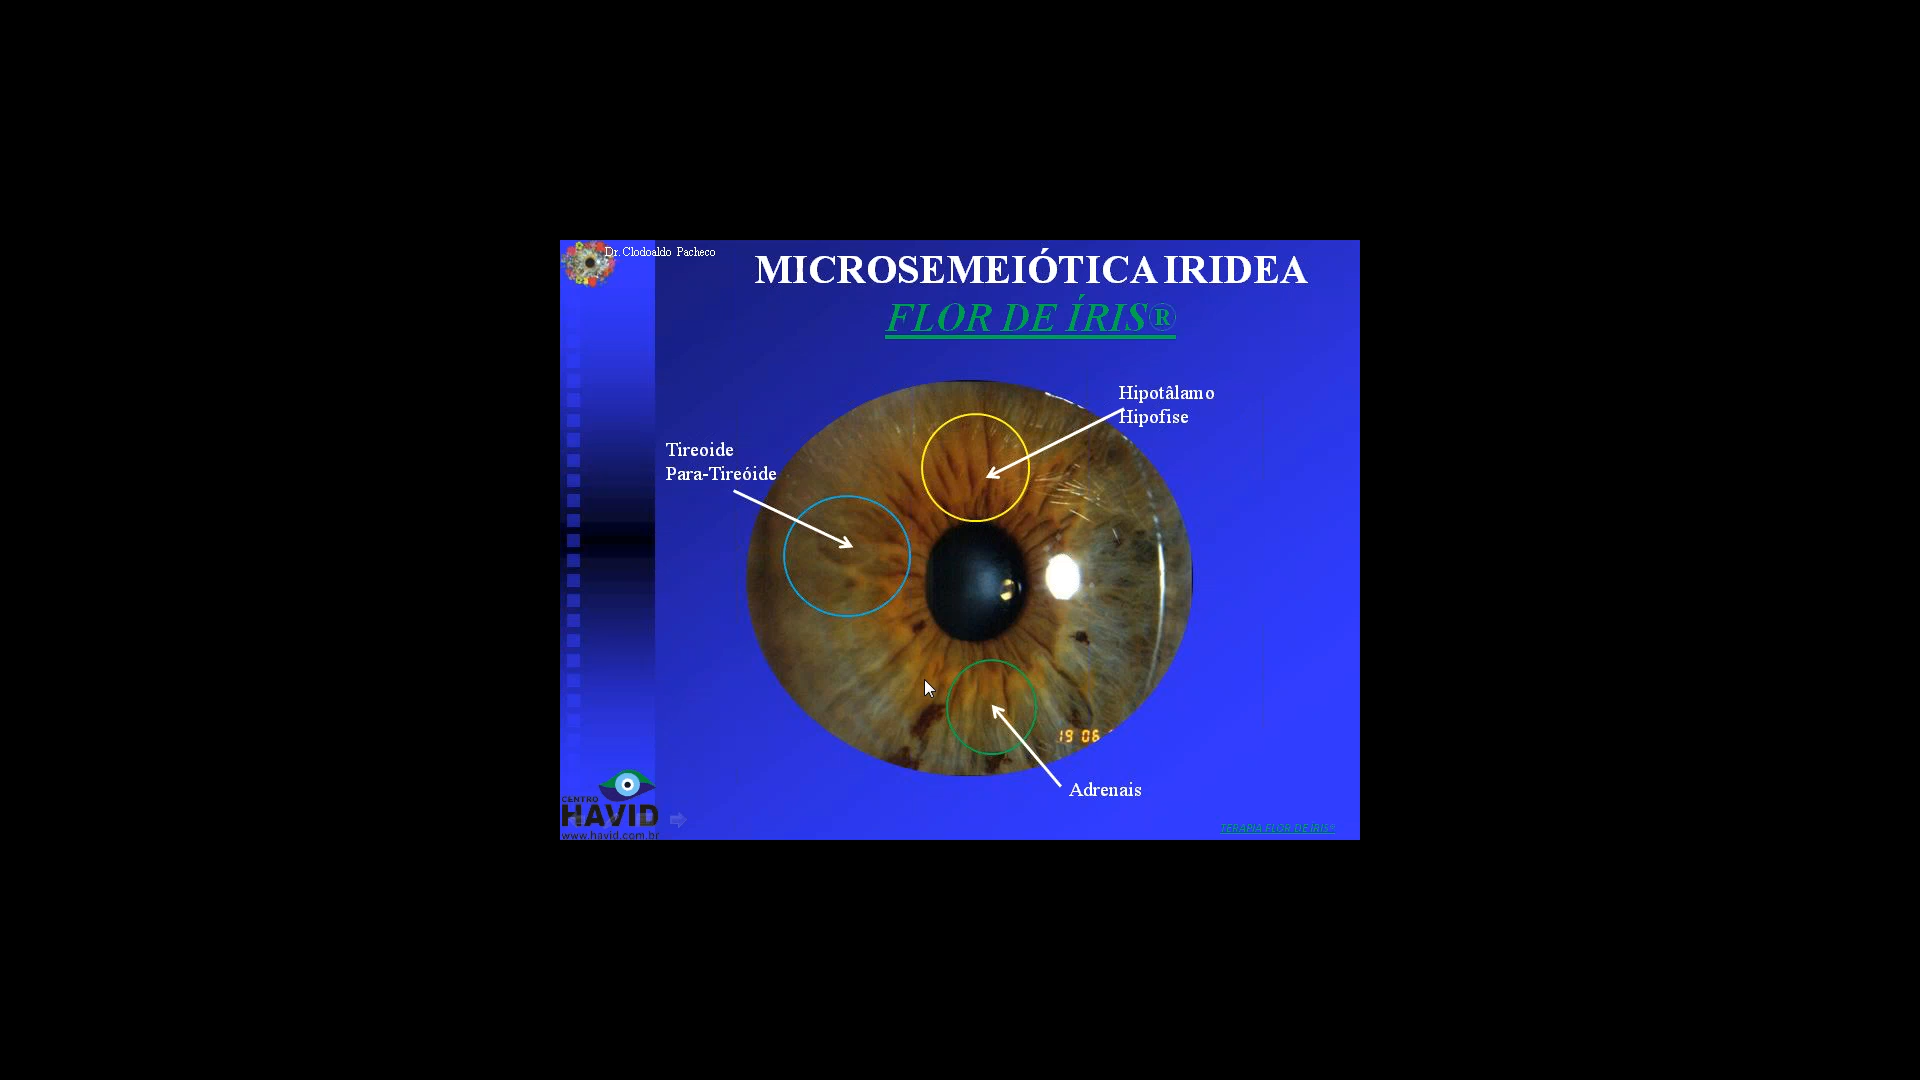 Dr. Clodoaldo Pacheco
MICROSEMEIÓTICA IRIDEA
FLOR DE ÍRIS®
Hipotâlamo
Hipofise
Tireoide
Para-Tireóide
19 06
Adrenais
CENTRO
HAVID
www.havid.com.br
TERAPIA FLOR DE ÍRIS®